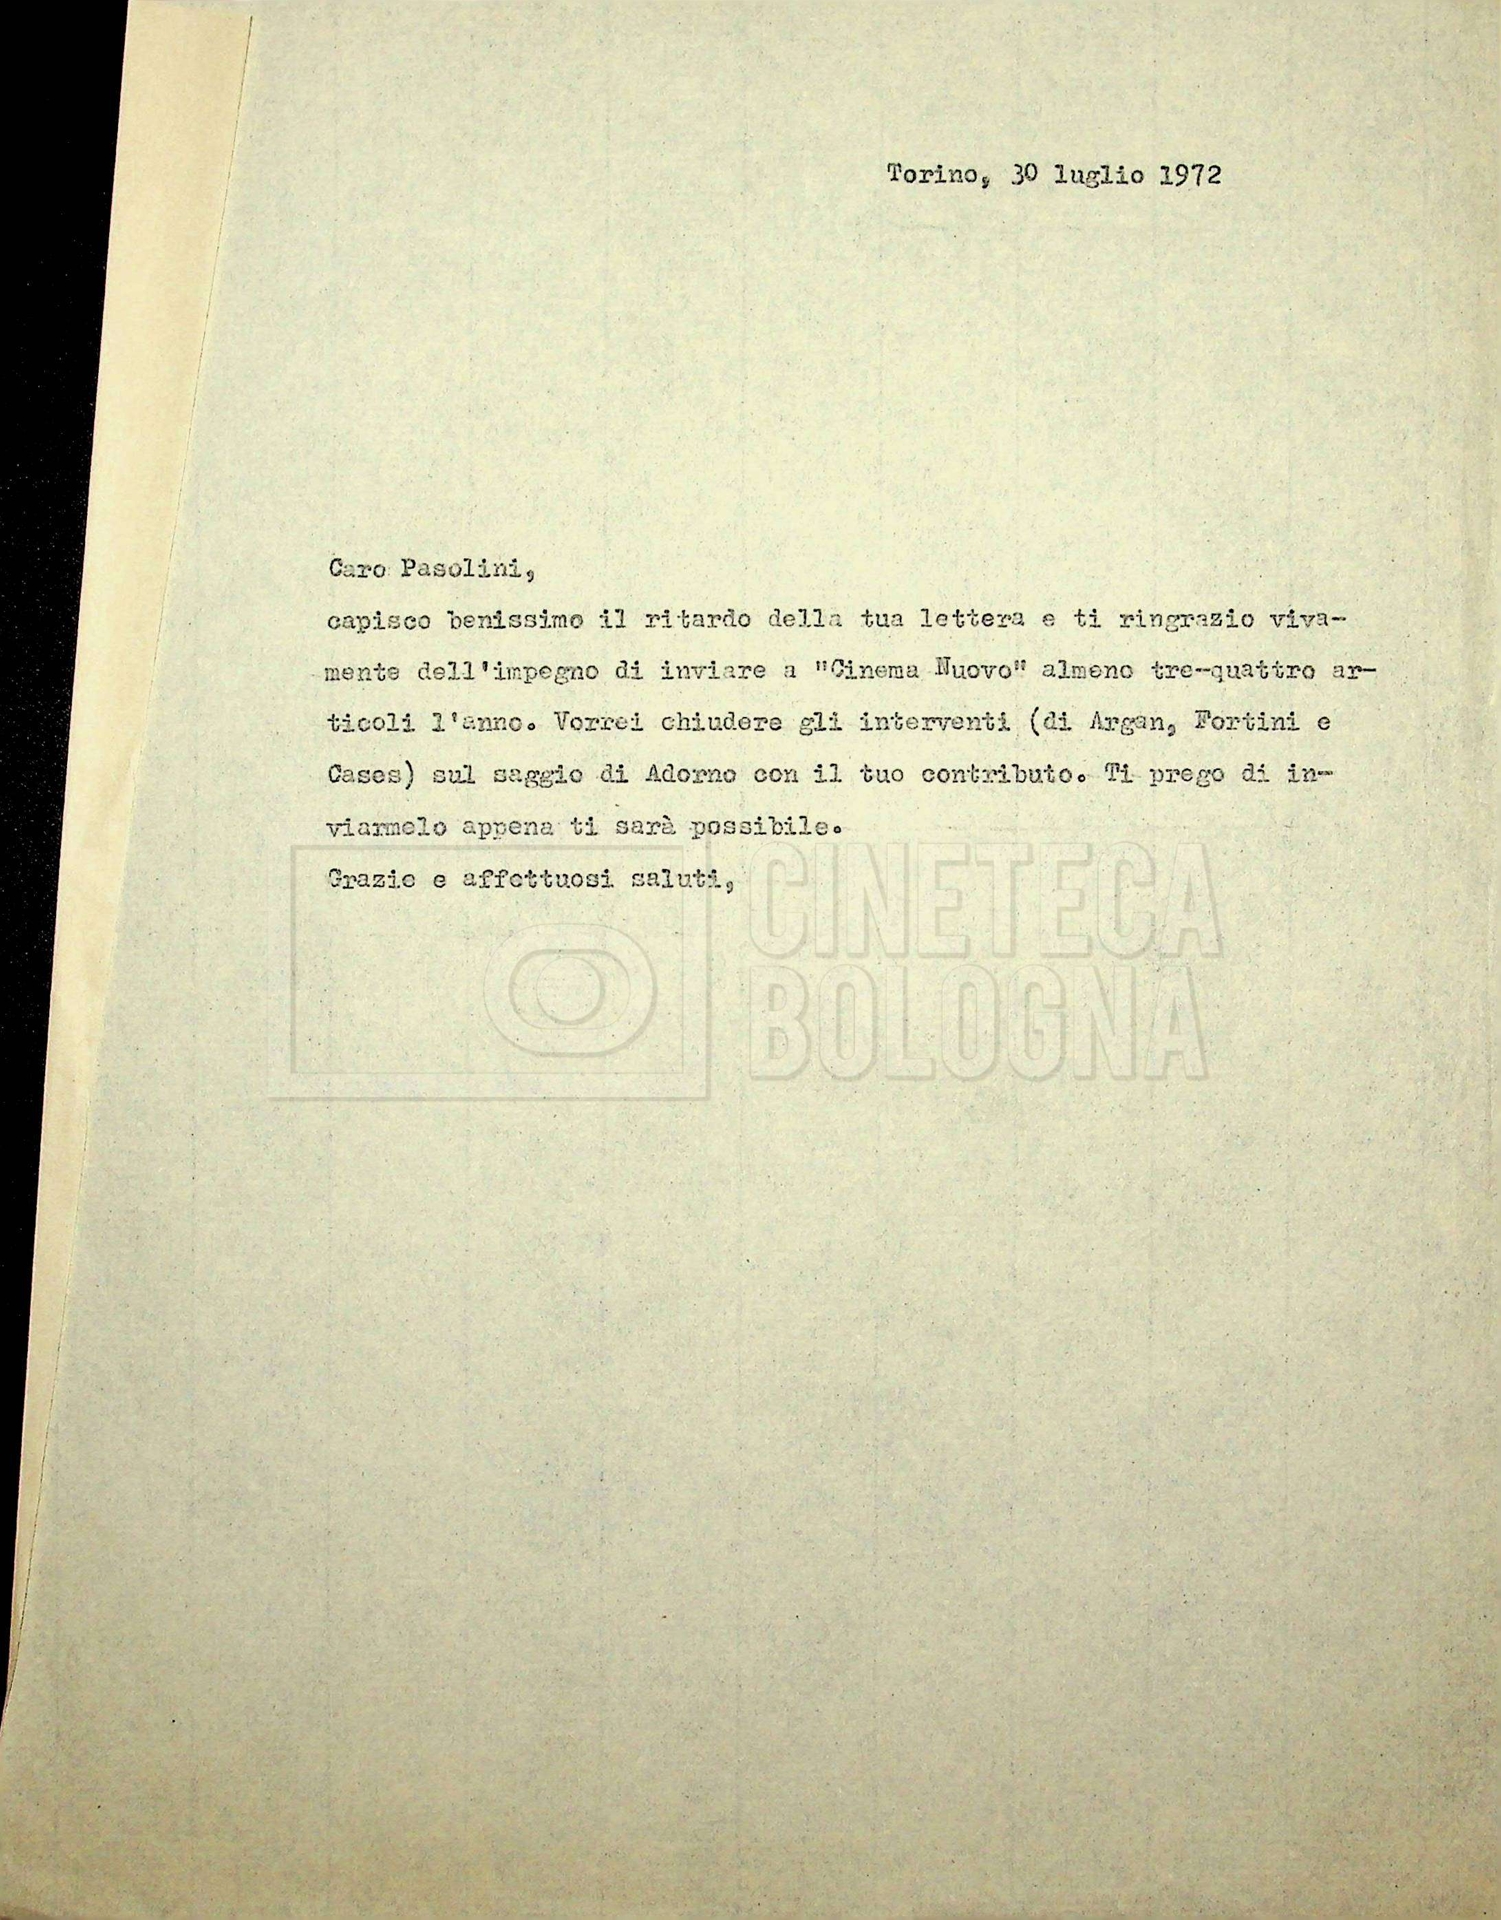 Torino, 30 luglio 1972
Caro Pasolini,
capisco benissimo il ritardo della tua lettera e ti ringrazio viva-
mente dell'impegno di inviare a "Cinema Nuovo" almeno tre-quattro ar-
ticoli l'anno. Vorrei chiudere gli interventi (di Argan, Fortini e
Cases) sul saggio di Adorno con il tuo contributo. Ti prego di in-
viarmelo appena ti sarà possibile.
Grazie e affettuosi saluti,
CINETECA
BOLOGNA